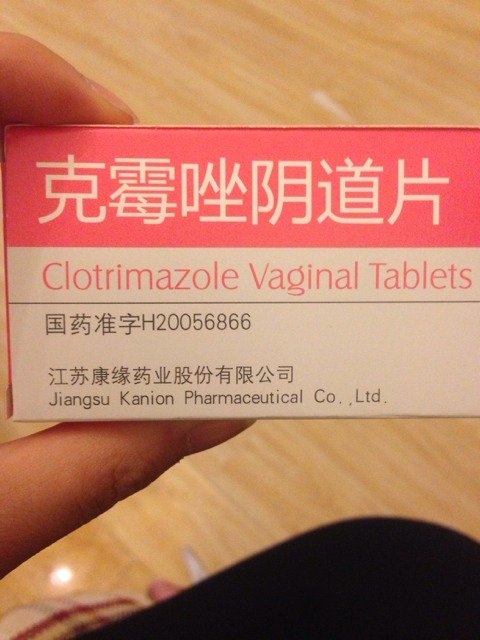 克霉唑阴道片
Clotrimazole Vaginal Tablets
国药准字H20056866
江苏康缘药业股份有限公司
Jiangsu Kanion Pharmaceutical Co.,Ltd.